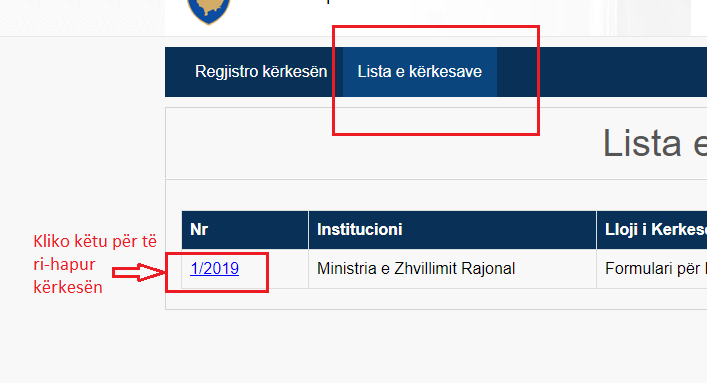 Regjistro kërkesën Lista e kërkesave
Lista e
Nr Institucioni Lloji i Kerkes
1/2019 Ministria e Zhvillimit Rajonal Formulari për
Kliko këtu për të
ri-hapur
kërkesën